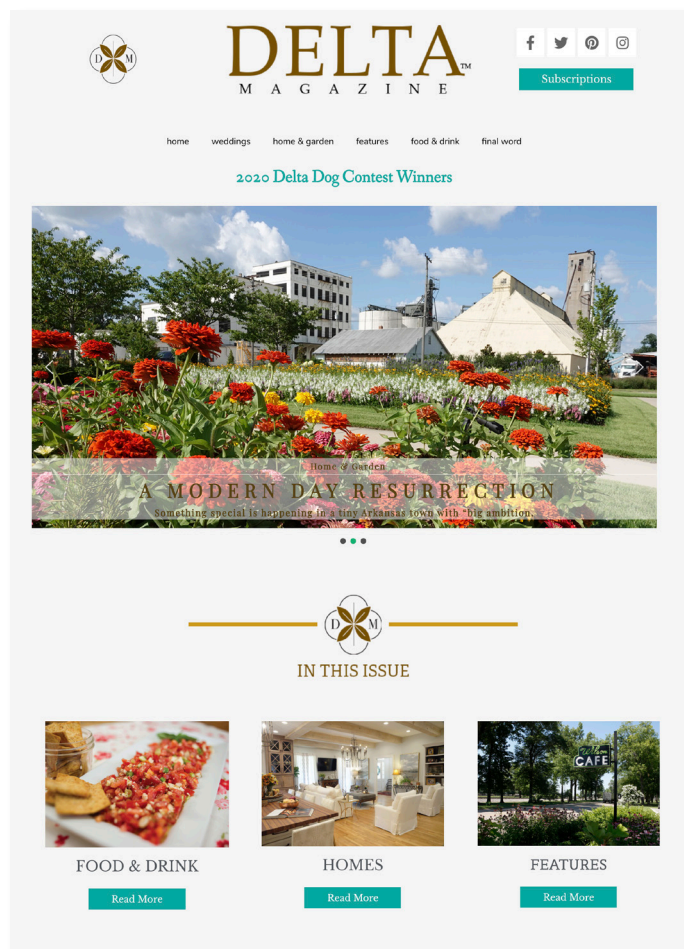 D M
DELTA™
MAGAZINE
Subscriptions
home weddings home & garden features food & drink final word
2020 Delta Dog Contest Winners
Home & Garden
A MODERN DAY RESURRECTION
Something special is happening in a tiny Arkansas town with "big ambition.
D M
IN THIS ISSUE
Wilson
CAFE
FOOD & DRINK HOMES FEATURES
Read More Read More Read More